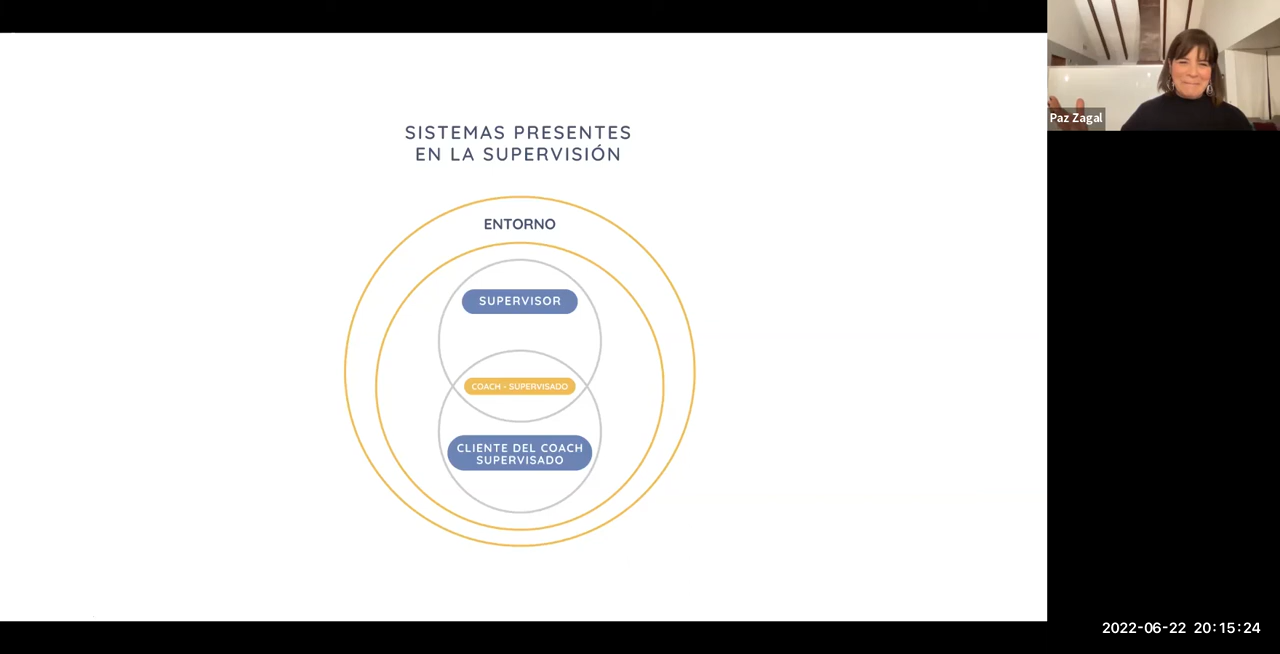 SISTEMAS PRESENTES
EN LA SUPERVISIÓN
ENTORNO
SUPERVISOR
COACH - SUPERVISADO
CLIENTE DEL COACH
SUPERVISADO
Paz Zagal
2022-06-22 20:15:24